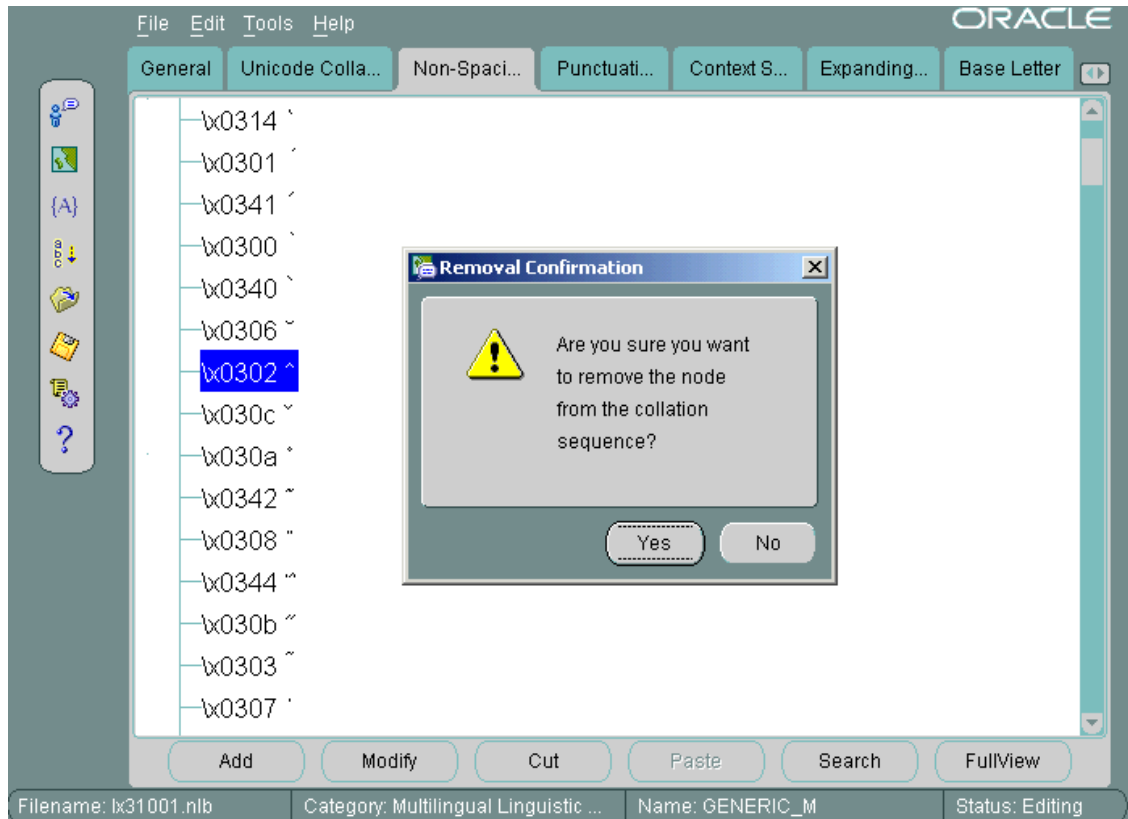 File Edit Tools Help
ORACLE
General Unicode Colla... Non-Spaci... Punctuati... Context S... Expanding... Base Letter
{A}
a
b
c
?
\x0314 ̔
\x0301 ́
\x0341 ́
\x0300 ̀
\x0340 ̀
\x0306 ̆
\x0302 ^
\x030c ˇ
\x030a °
\x0342 ˜
\x0308 ¨
\x0344 ̈́
\x030b ˝
\x0303 ˜
\x0307 ˙
Removal Confirmation
Are you sure you want
to remove the node
from the collation
sequence?
Yes No
Add Modify Cut Paste Search FullView
Filename: lx31001.nlb Category: Multilingual Linguistic ... Name: GENERIC_M Status: Editing